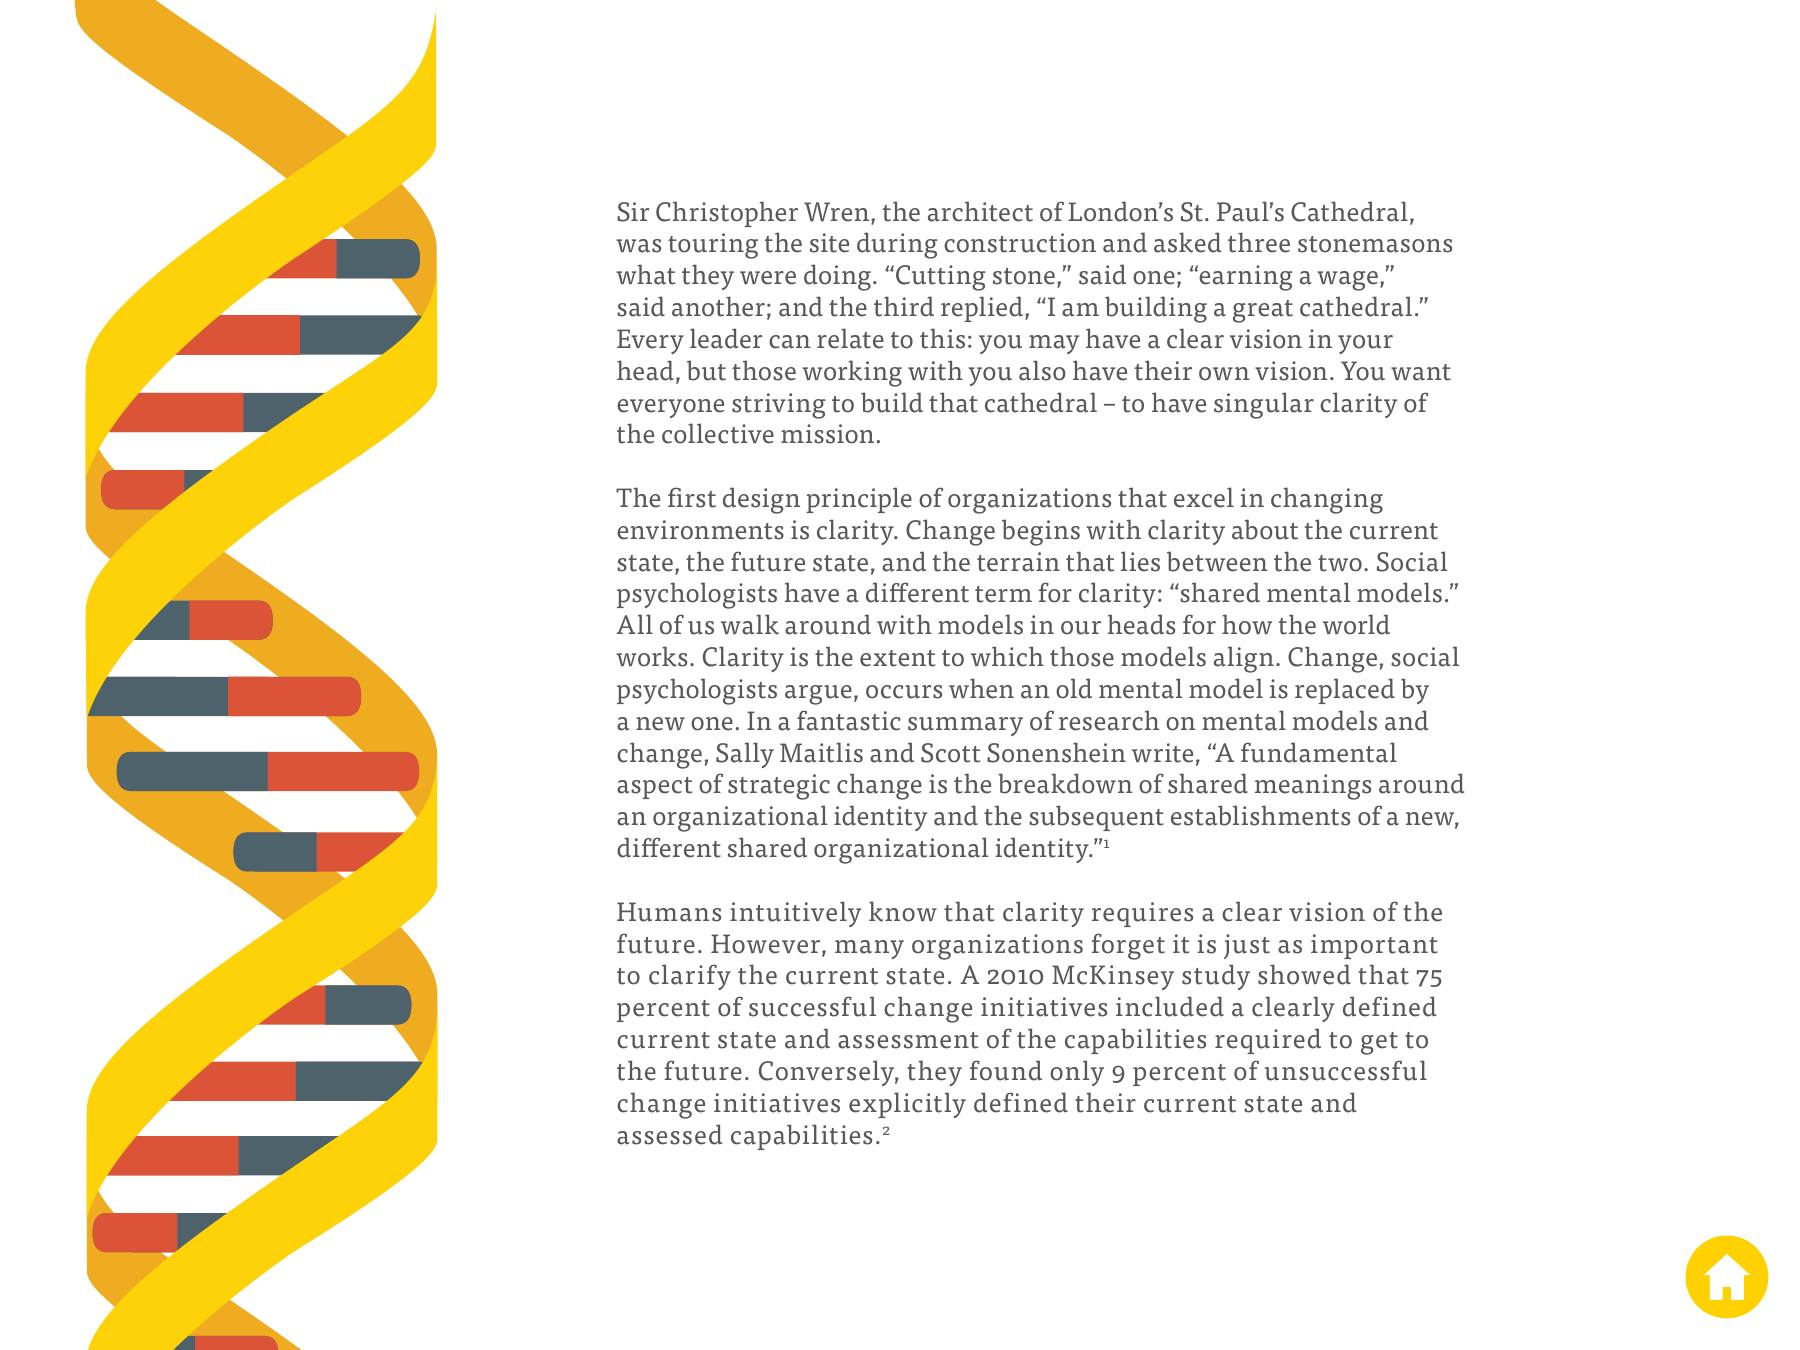 Sir Christopher Wren, the architect of London’s St. Paul’s Cathedral,
was touring the site during construction and asked three stonemasons
what they were doing. “Cutting stone,” said one; “earning a wage,”
said another; and the third replied, “I am building a great cathedral.”
Every leader can relate to this: you may have a clear vision in your
head, but those working with you also have their own vision. You want
everyone striving to build that cathedral – to have singular clarity of
the collective mission.
The first design principle of organizations that excel in changing
environments is clarity. Change begins with clarity about the current
state, the future state, and the terrain that lies between the two. Social
psychologists have a different term for clarity: “shared mental models.”
All of us walk around with models in our heads for how the world
works. Clarity is the extent to which those models align. Change, social
psychologists argue, occurs when an old mental model is replaced by
a new one. In a fantastic summary of research on mental models and
change, Sally Maitlis and Scott Sonenshein write, “A fundamental
aspect of strategic change is the breakdown of shared meanings around
an organizational identity and the subsequent establishments of a new,
different shared organizational identity.”¹
Humans intuitively know that clarity requires a clear vision of the
future. However, many organizations forget it is just as important
to clarify the current state. A 2010 McKinsey study showed that 75
percent of successful change initiatives included a clearly defined
current state and assessment of the capabilities required to get to
the future. Conversely, they found only 9 percent of unsuccessful
change initiatives explicitly defined their current state and
assessed capabilities.²